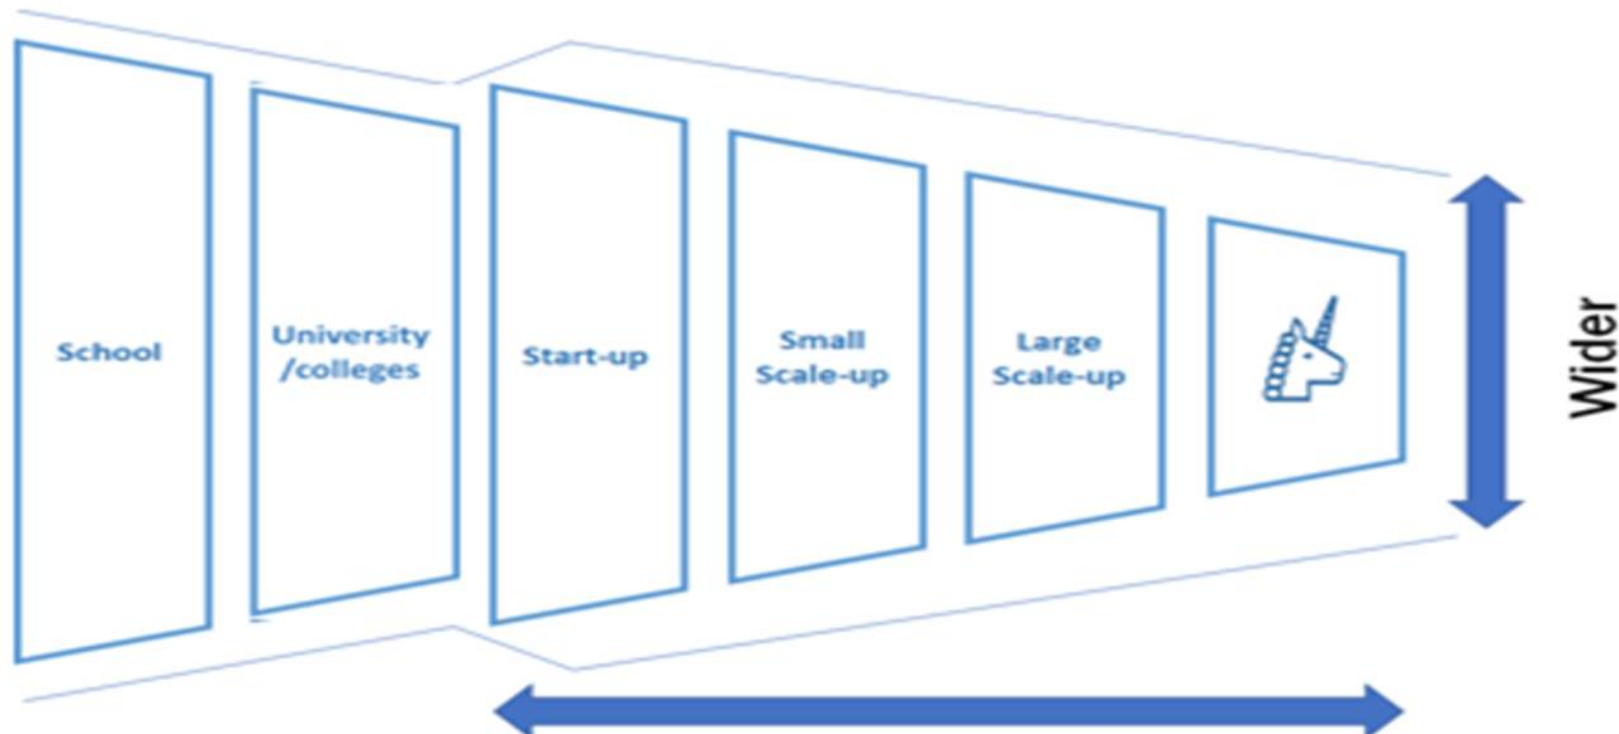 School
University
/colleges
Start-up
Small
Scale-up
Large
Scale-up
Wider